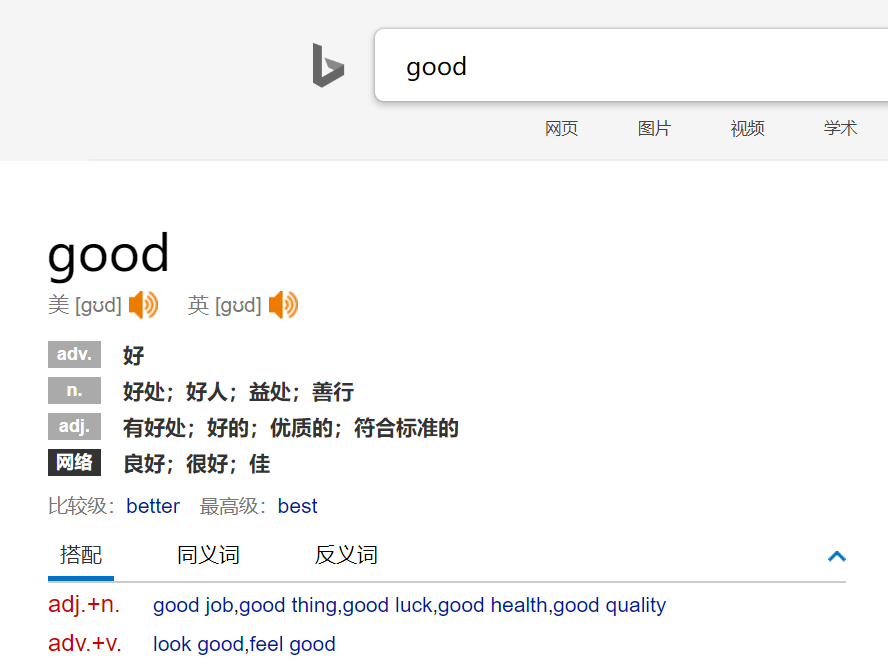 good
网页 图片 视频 学术
good
美 [gʊd] 英 [gʊd]
adv. 好
n. 好处；好人；益处；善行
adj. 有好处；好的；优质的；符合标准的
网络 良好；很好；佳
比较级：better 最高级：best
搭配 同义词 反义词
adj.+n. good job,good thing,good luck,good health,good quality
adv.+v. look good,feel good